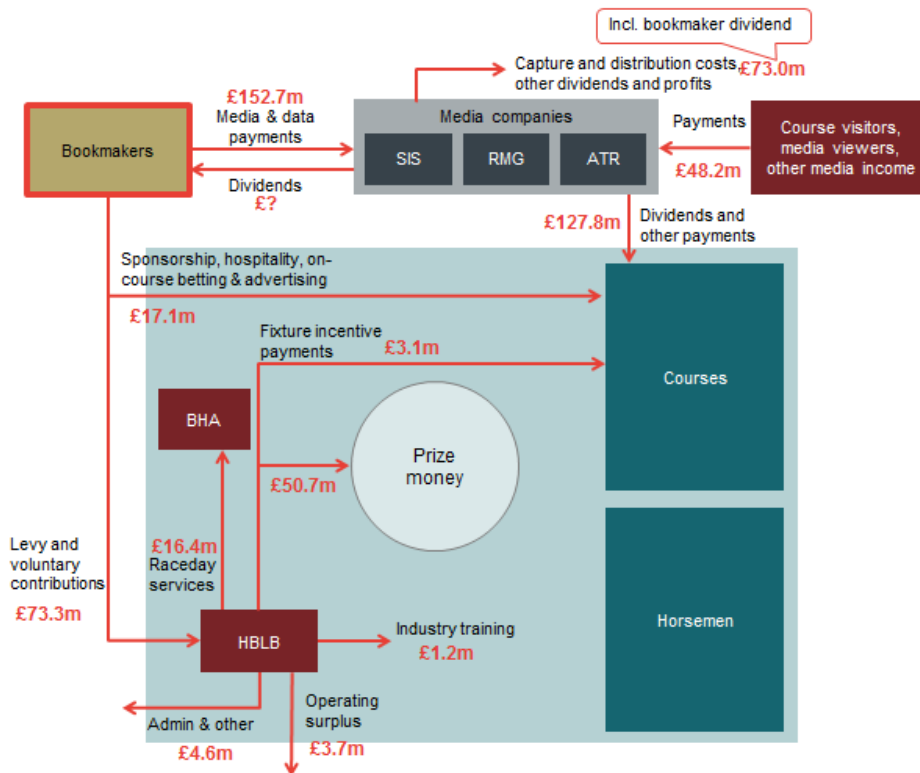 Incl. bookmaker dividend
Capture and distribution costs,
other dividends and profits
£73.0m
£152.7m
Media & data
payments
Bookmakers
Media companies
SIS
RMG
ATR
Payments
£48.2m
Course visitors,
media viewers,
other media income
Dividends
£?
£127.8m
Dividends and
other payments
Sponsorship, hospitality, on-
course betting & advertising
£17.1m
Fixture incentive
payments
£3.1m
Courses
BHA
Prize
money
£50.7m
Levy and
voluntary
contributions
£73.3m
£16.4m
Raceday
services
HBLB
Industry training
£1.2m
Horsemen
Admin & other
£4.6m
Operating
surplus
£3.7m